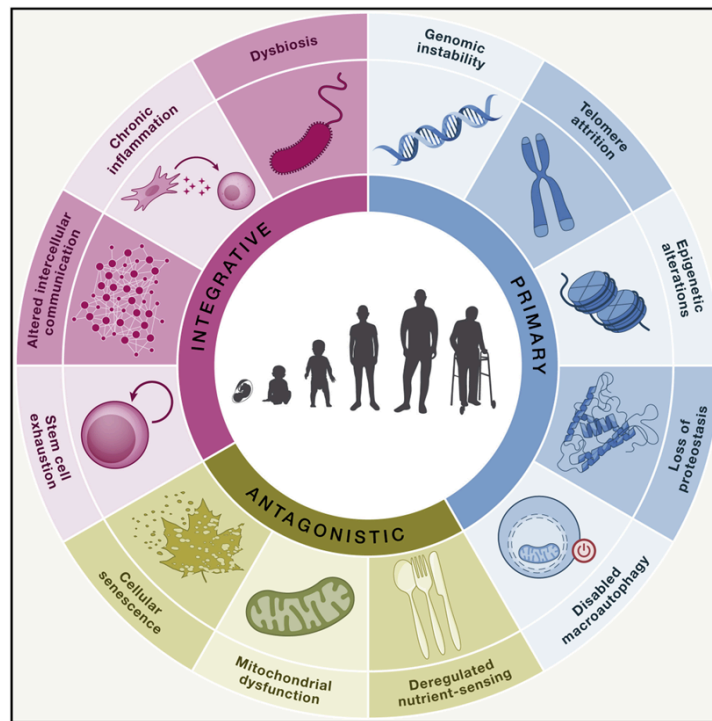 Dysbiosis
Genomic
instability
Telomere
attrition
Epigenetic
alterations
Loss of
proteostasis
Disabled
macroautophagy
Deregulated
nutrient-sensing
Mitochondrial
dysfunction
Cellular
senescence
Stem cell
exhaustion
Altered intercellular
communication
Chronic
inflammation
INTEGRATIVE
PRIMARY
ANTAGONISTIC